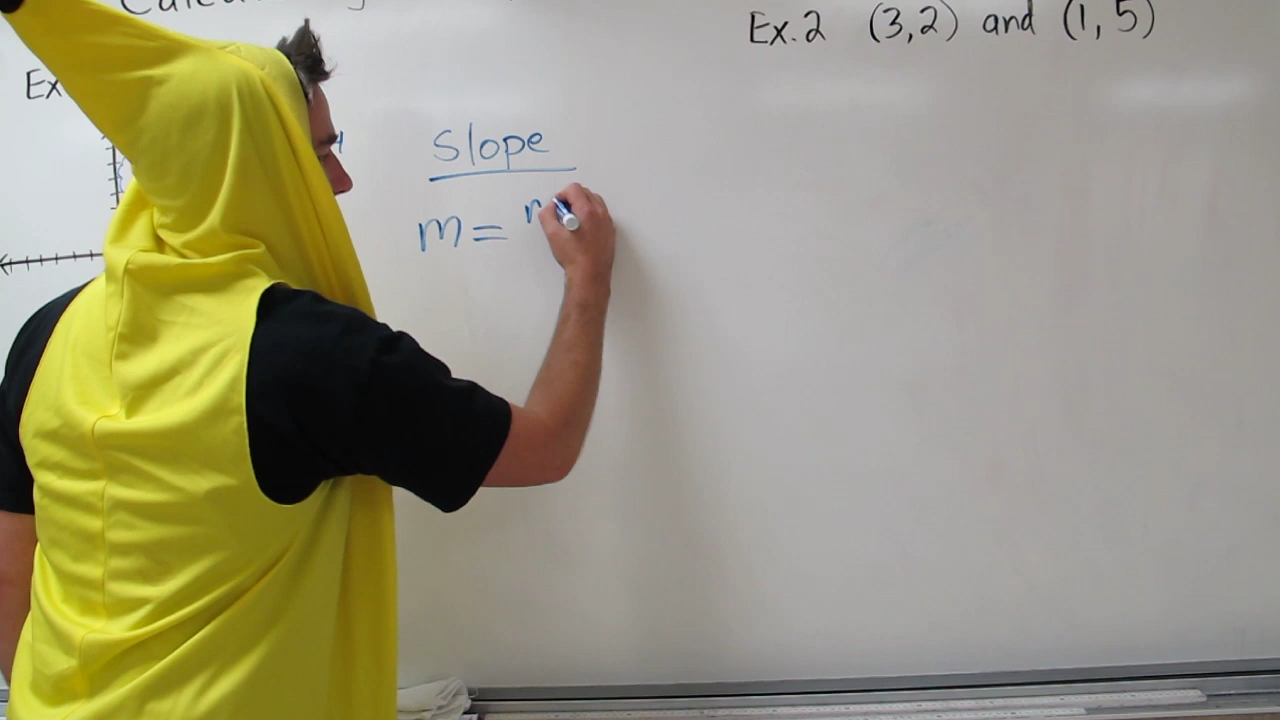 Ex.2 (3,2) and (1,5)
Ex
Slope
m=